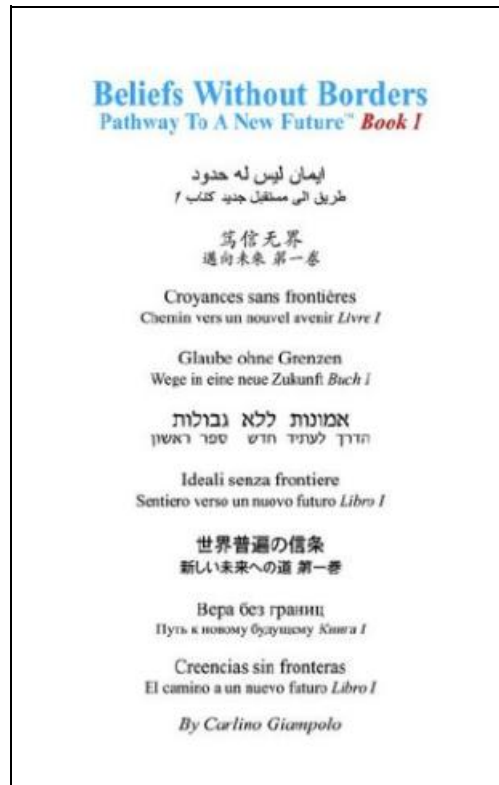 Beliefs Without Borders
Pathway To A New Future™ Book I
ايمان ليس له حدود
طريق الى مستقبل جديد كتاب ١
笃信无界
遇向未来 第一卷
Croyances sans frontières
Chemin vers un nouvel avenir Livre I
Glaube ohne Grenzen
Wege in eine neue Zukunft Buch I
אמונות ללא גבולות
הדרך לעתיד חדש ספר ראשון
Ideali senza frontiere
Sentiero verso un nuovo futuro Libro I
世界普遍の信条
新しい未来への道 第一巻
Вера без границ
Путь к новому будущему Книга I
Creencias sin fronteras
El camino a un nuevo futuro Libro I
By Carlino Giampolo